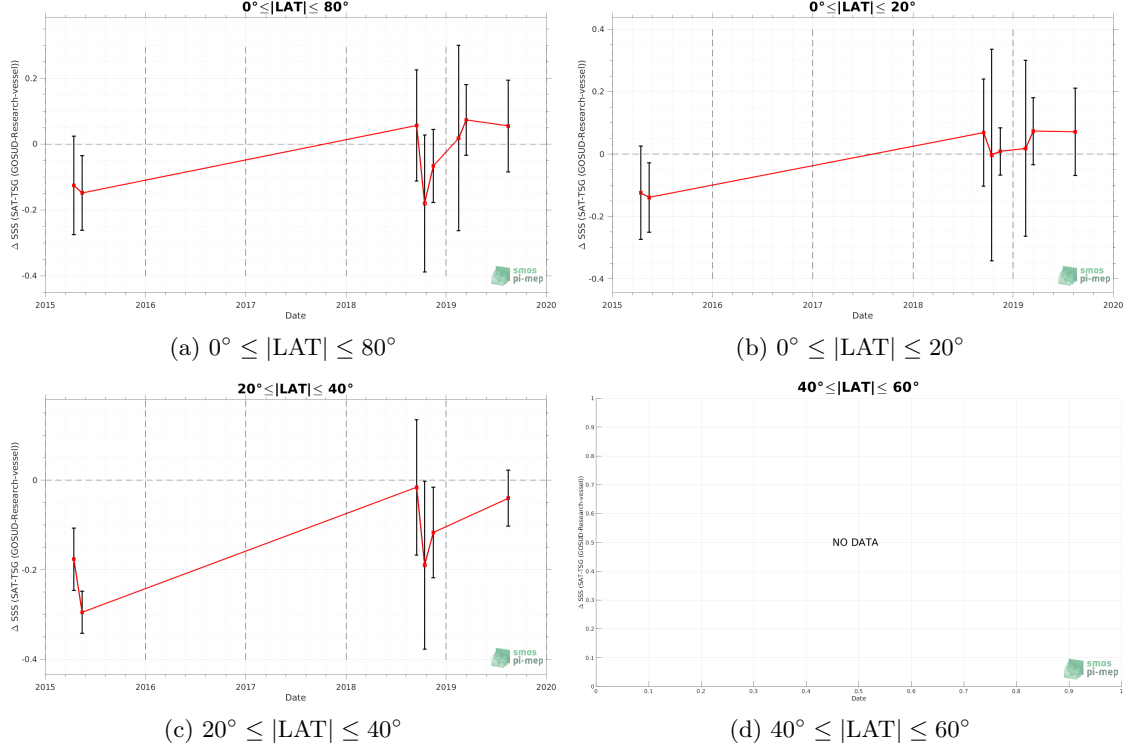 0°≤|LAT|≤ 80°
Δ SSS (SAT-TSG (GOSUD-Research-vessel))
0.2
0
-0.2
-0.4
2015 2016 2017 2018 2019 2020
Date
smos
pi-mep
(a) 0° ≤ |LAT| ≤ 80°
0°≤|LAT|≤ 20°
Δ SSS (SAT-TSG (GOSUD-Research-vessel))
0.4
0.2
0
-0.2
-0.4
2015 2016 2017 2018 2019 2020
Date
smos
pi-mep
(b) 0° ≤ |LAT| ≤ 20°
20°≤|LAT|≤ 40°
Δ SSS (SAT-TSG (GOSUD-Research-vessel))
0
-0.2
-0.4
2015 2016 2017 2018 2019 2020
Date
smos
pi-mep
(c) 20° ≤ |LAT| ≤ 40°
40°≤|LAT|≤ 60°
Δ SSS (SAT-TSG (GOSUD-Research-vessel))
1
0.9
0.8
0.7
0.6
0.5
0.4
0.3
0.2
0.1
0
NO DATA
0 0.1 0.2 0.3 0.4 0.5 0.6 0.7 0.8 0.9 1
Date
smos
pi-mep
(d) 40° ≤ |LAT| ≤ 60°